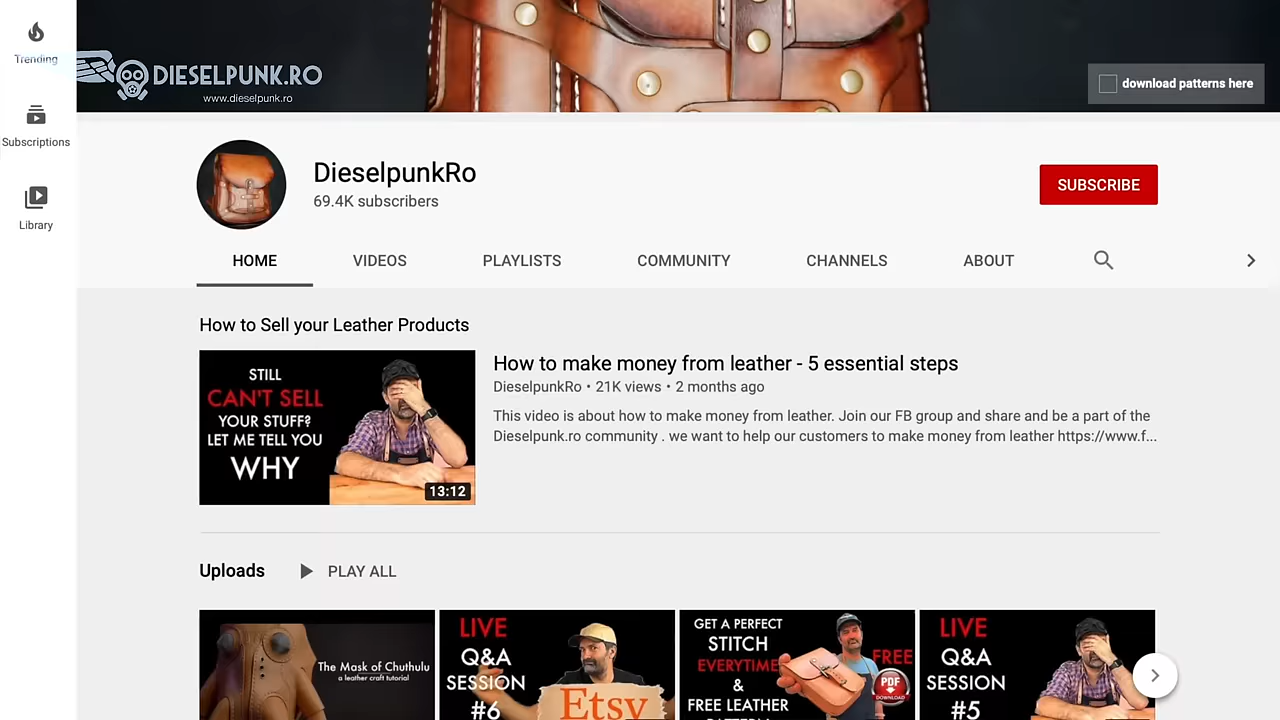 Trending
Subscriptions
Library
DIESELPUNK.RO
www.dieselpunk.ro
download patterns here
DieselpunkRo
69.4K subscribers
SUBSCRIBE
HOME
VIDEOS
PLAYLISTS
COMMUNITY
CHANNELS
ABOUT
How to Sell your Leather Products
STILL
CAN'T SELL
YOUR STUFF?
LET ME TELL YOU
WHY
13:12
How to make money from leather - 5 essential steps
DieselpunkRo • 21K views • 2 months ago
This video is about how to make money from leather. Join our FB group and share and be a part of the
Dieselpunk.ro community . we want to help our customers to make money from leather https://www.f...
Uploads
PLAY ALL
The Mask of Chuthulu
a leather craft tutorial
LIVE
Q&A
SESSION
#6
Etsy
GET A PERFECT
STITCH
EVERYTIME
&
FREE LEATHER
FREE
PDF
DOWNLOAD
LIVE
Q&A
SESSION
#5